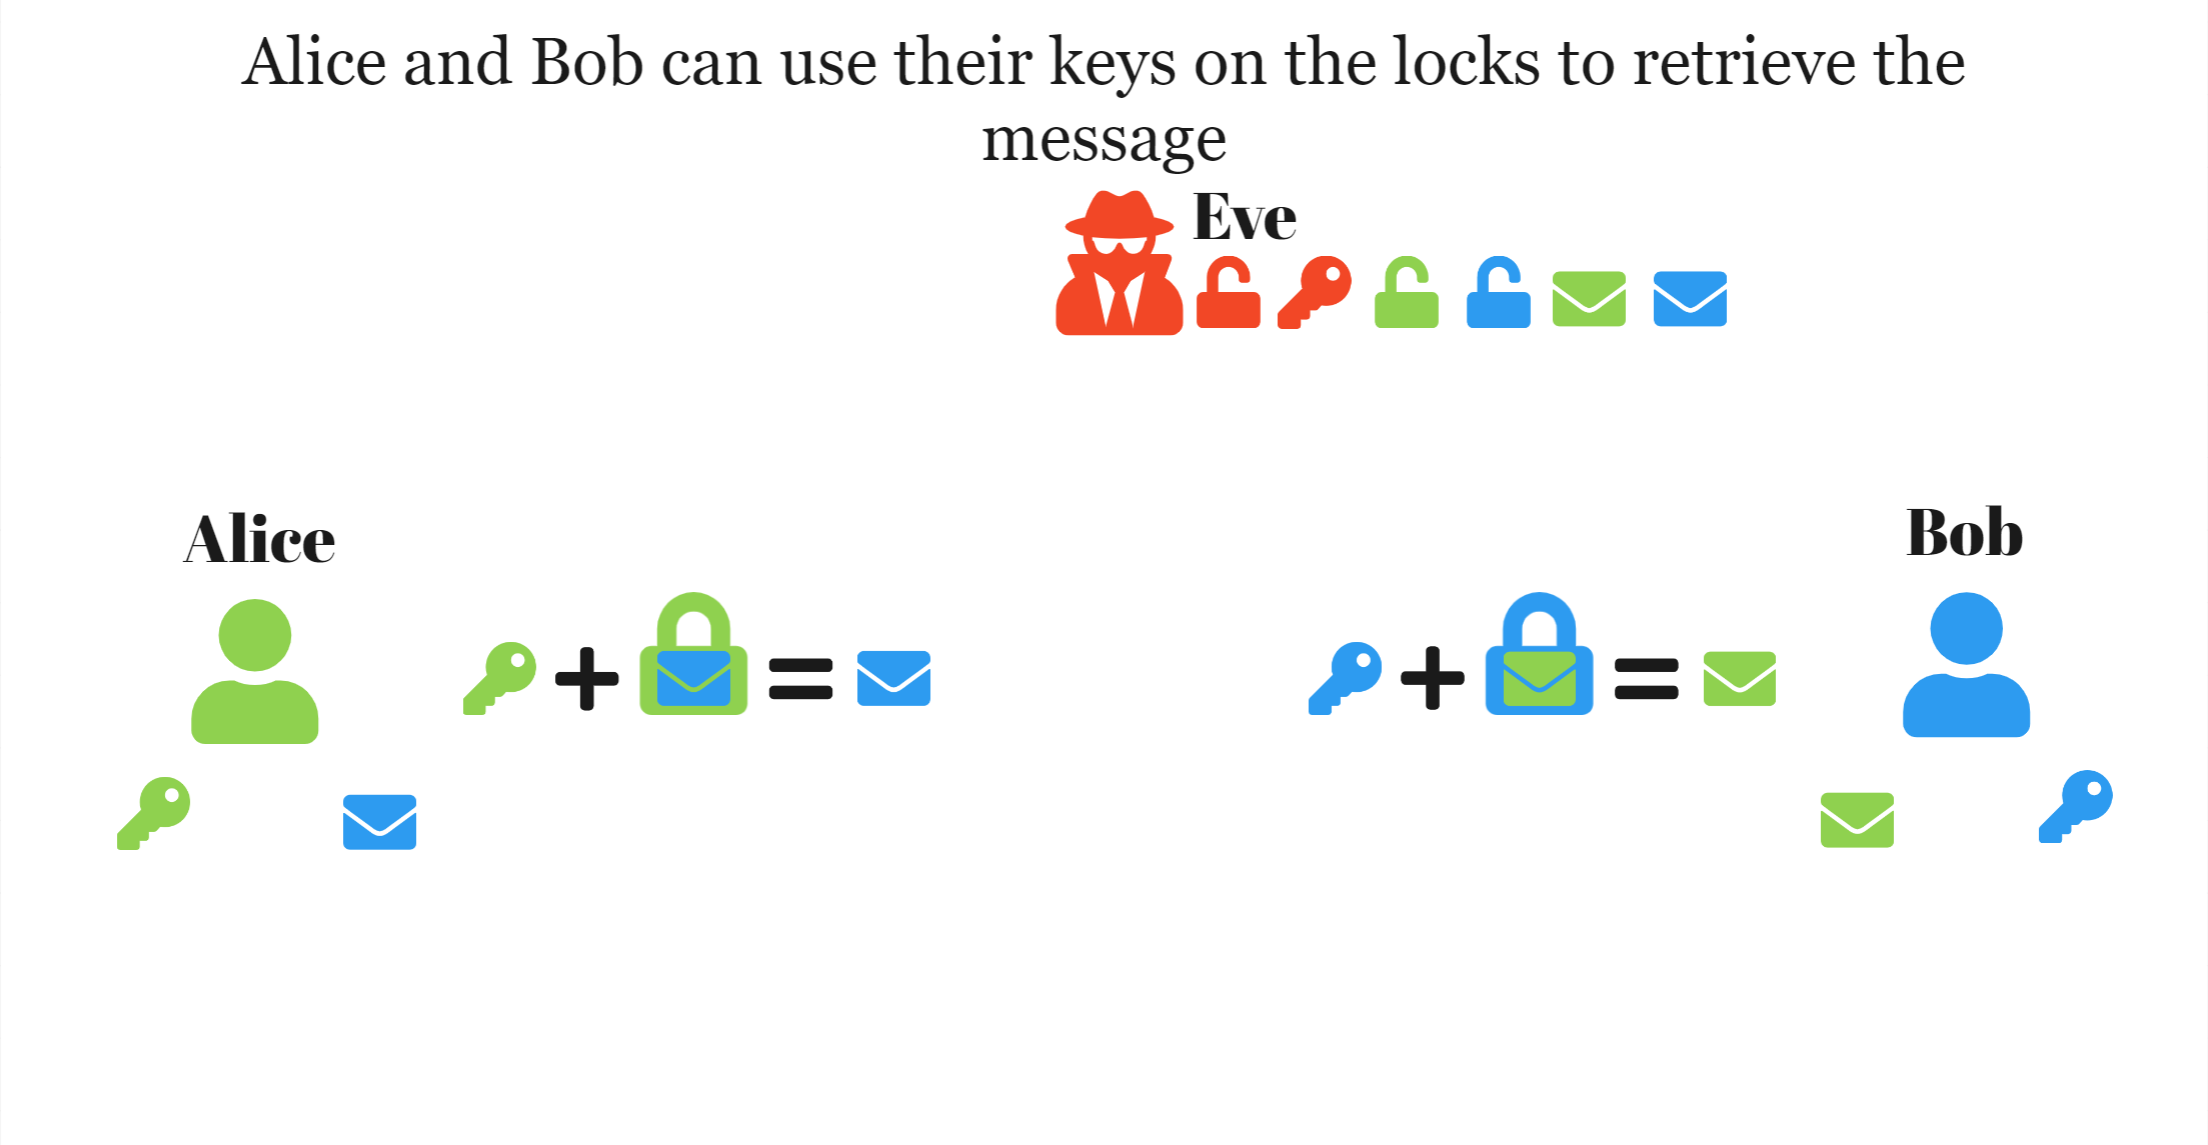 Alice and Bob can use their keys on the locks to retrieve the
message
Eve
Alice
Bob